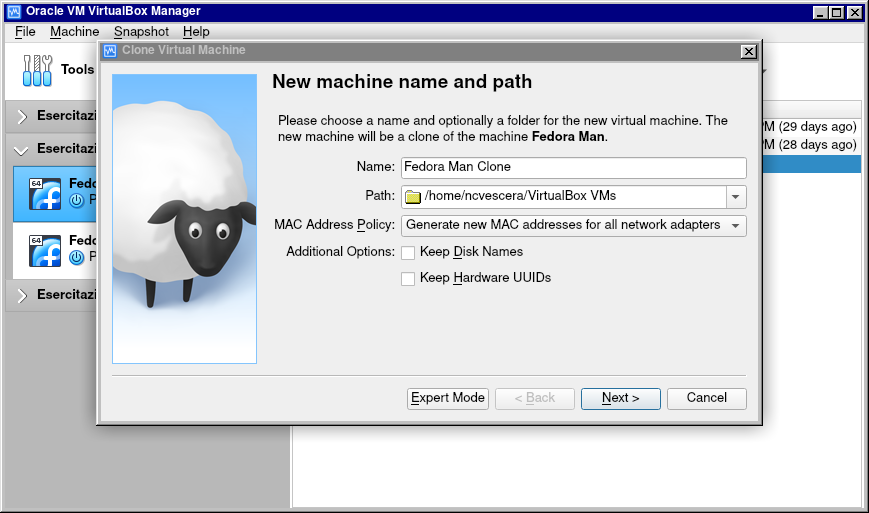 Oracle VM VirtualBox Manager
File Machine Snapshot Help
Clone Virtual Machine
Tools
New machine name and path
Esercitazi
PM (29 days ago)
Please choose a name and optionally a folder for the new virtual machine. The
new machine will be a clone of the machine Fedora Man.
Esercitazi
PM (28 days ago)
Name: Fedora Man Clone
64 Fedo
P
Path: /home/ncvescera/VirtualBox VMs
MAC Address Policy: Generate new MAC addresses for all network adapters
64 Fedo
P
Additional Options: Keep Disk Names
Keep Hardware UUIDs
Esercitazi
Expert Mode < Back Next > Cancel